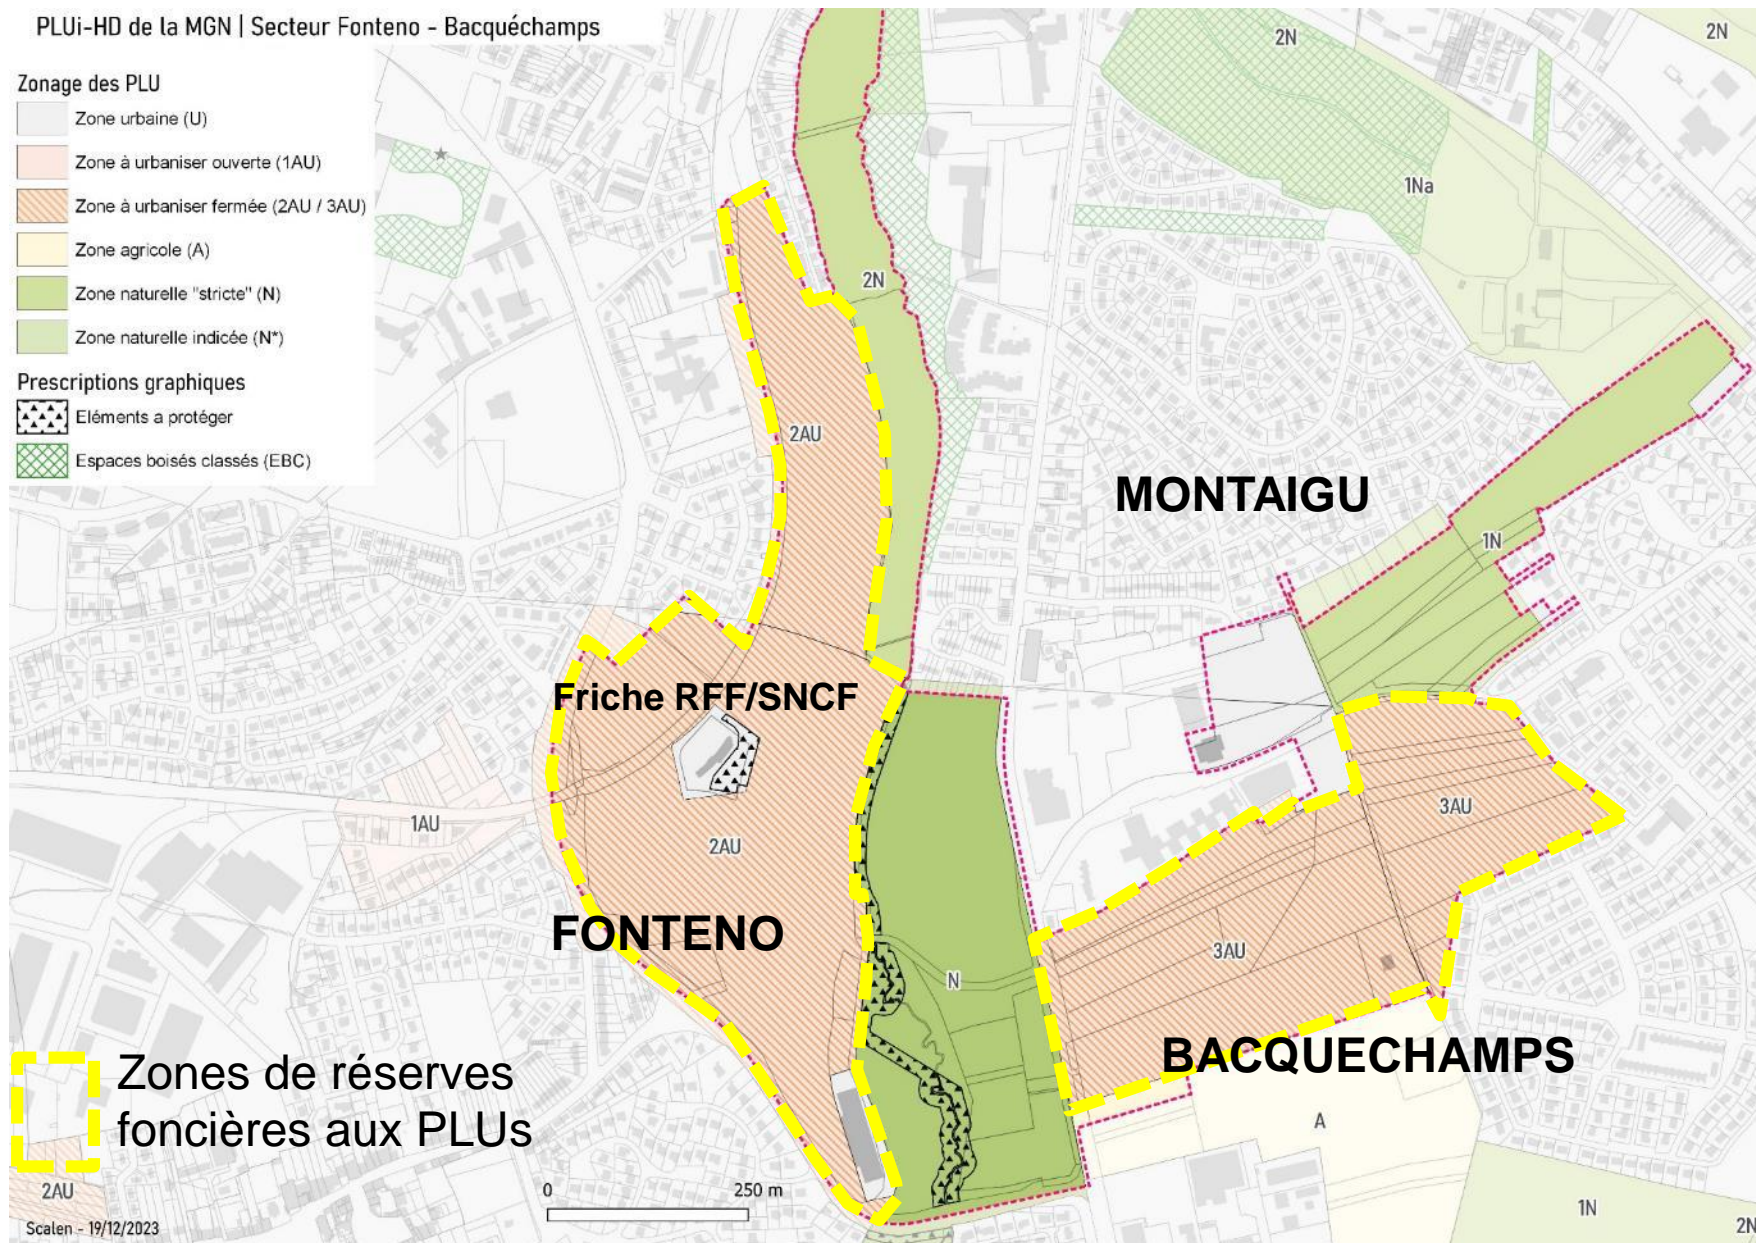 PLUi-HD de la MGN | Secteur Fonteno - Bacquéchamps
Zonage des PLU
Zone urbaine (U)
Zone à urbaniser ouverte (1AU)
Zone à urbaniser fermée (2AU / 3AU)
Zone agricole (A)
Zone naturelle "stricte" (N)
Zone naturelle indicée (N*)
Prescriptions graphiques
Eléments a protéger
Espaces boisés classés (EBC)
2N
2N
1Na
2N
2AU
MONTAIGU
1N
Friche RFF/SNCF
1AU
2AU
3AU
FONTENO
3AU
N
BACQUECHAMPS
Zones de réserves
foncières aux PLUs
A
2AU
0 250 m
1N
2N
Scalen - 19/12/2023